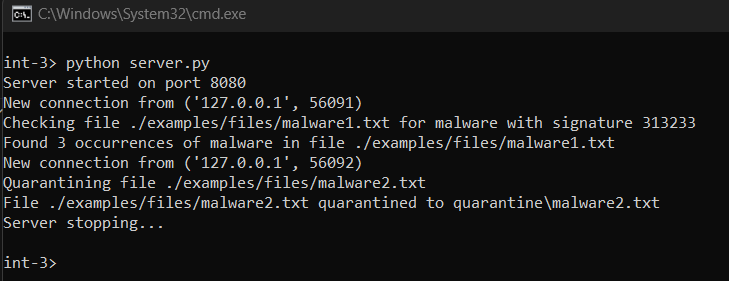 C:\Windows\System32\cmd.exe
int-3> python server.py
Server started on port 8080
New connection from ('127.0.0.1', 56091)
Checking file ./examples/files/malware1.txt for malware with signature 313233
Found 3 occurrences of malware in file ./examples/files/malware1.txt
New connection from ('127.0.0.1', 56092)
Quarantining file ./examples/files/malware2.txt
File ./examples/files/malware2.txt quarantined to quarantine\malware2.txt
Server stopping...
int-3>